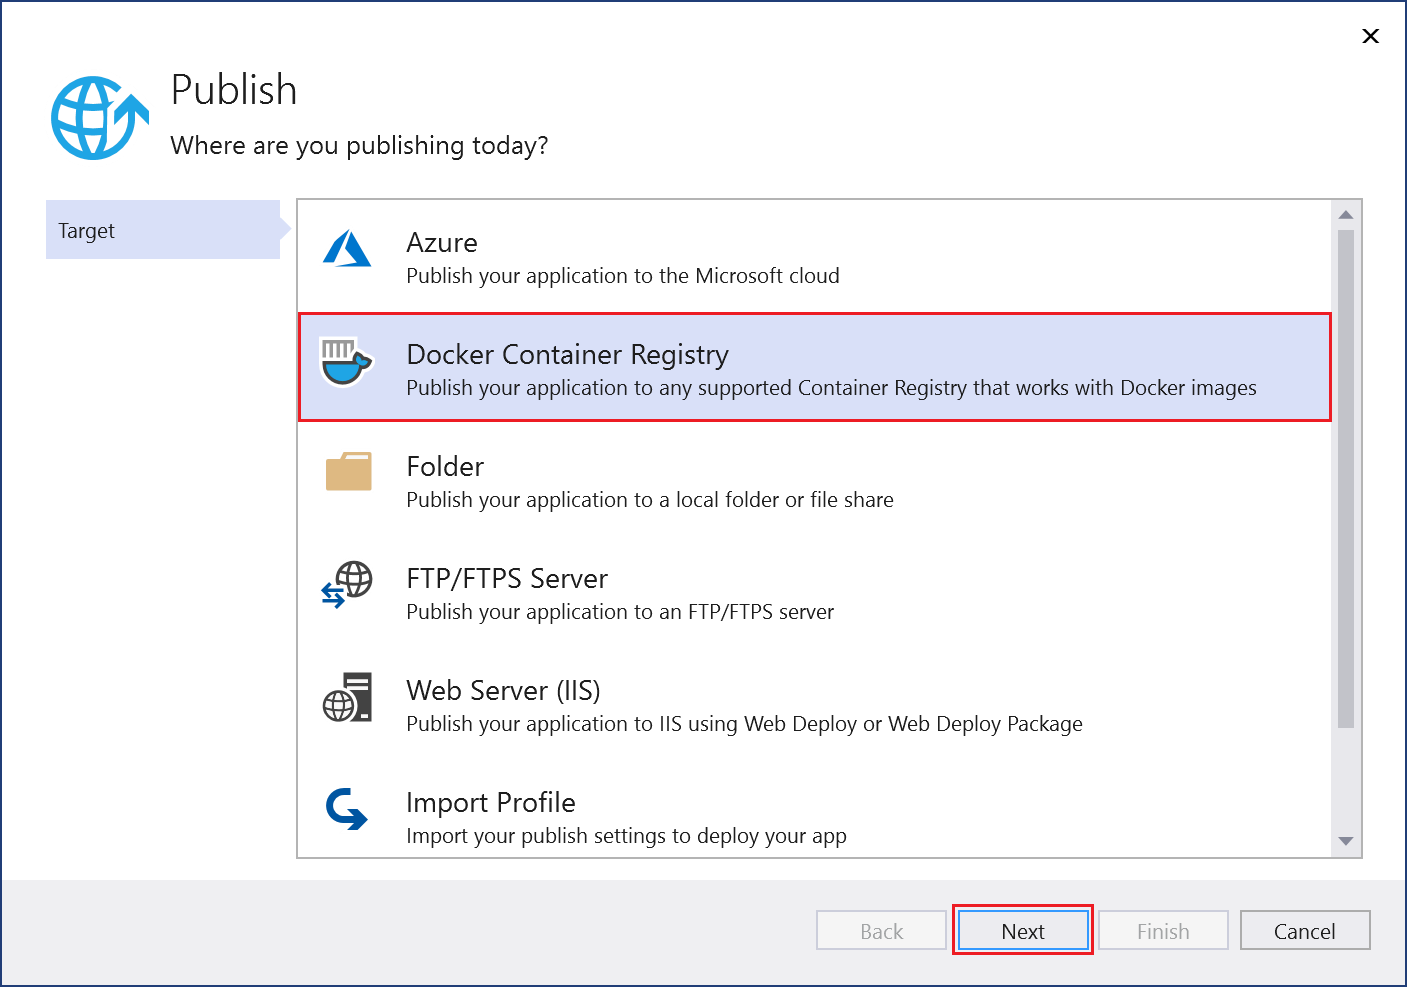 Publish
Where are you publishing today?
Target
Azure
Publish your application to the Microsoft cloud
Docker Container Registry
Publish your application to any supported Container Registry that works with Docker images
Folder
Publish your application to a local folder or file share
FTP/FTPS Server
Publish your application to an FTP/FTPS server
Web Server (IIS)
Publish your application to IIS using Web Deploy or Web Deploy Package
Import Profile
Import your publish settings to deploy your app
Back
Next
Finish
Cancel